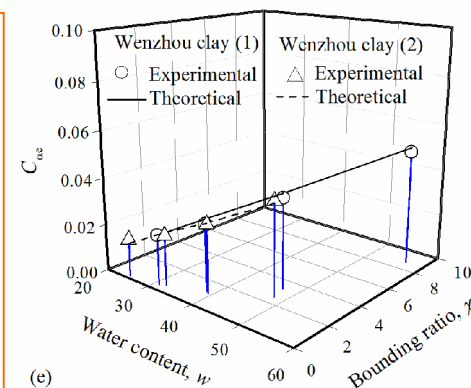 0.10
Wenzhou clay (1) Wenzhou clay (2)
Experimental Experimental
0.08
Theoretical Theoretical
0.06
Cαe
0.04
0.02
0.00
20
30
40
50
60
0
2
4
6
8
10
Water content, w
Bounding ratio, χ
(e)